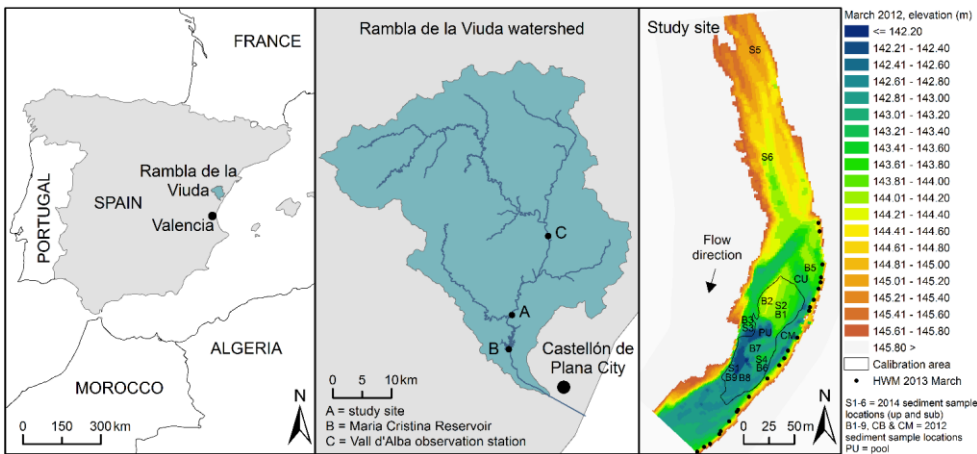 FRANCE
Rambla de la
Viuda
SPAIN
Valencia
PORTUGAL
ALGERIA
MOROCCO
N
0 150 300 km
Rambla de la Viuda watershed
C
A
B
Castellón de
Plana City
0 5 10km
A = study site
B = Maria Cristina Reservoir
C = Vall d'Alba observation station
N
Study site
S5
S6
Flow
direction
B5
CU
B2
S2
B1
B3
PU
CM
B7
S4
B6
B9
B8
N
0 25 50 m
March 2012, elevation (m)
<= 142.20
142.21 - 142.40
142.41 - 142.60
142.61 - 142.80
142.81 - 143.00
143.01 - 143.20
143.21 - 143.40
143.41 - 143.60
143.61 - 143.80
143.81 - 144.00
144.01 - 144.20
144.21 - 144.40
144.41 - 144.60
144.61 - 144.80
144.81 - 145.00
145.01 - 145.20
145.21 - 145.40
145.41 - 145.60
145.61 - 145.80
145.80 >
Calibration area
HWM 2013 March
S1-6 = 2014 sediment sample
locations (up and sub)
B1-9, CB & CM = 2012
sediment sample locations
PU = pool